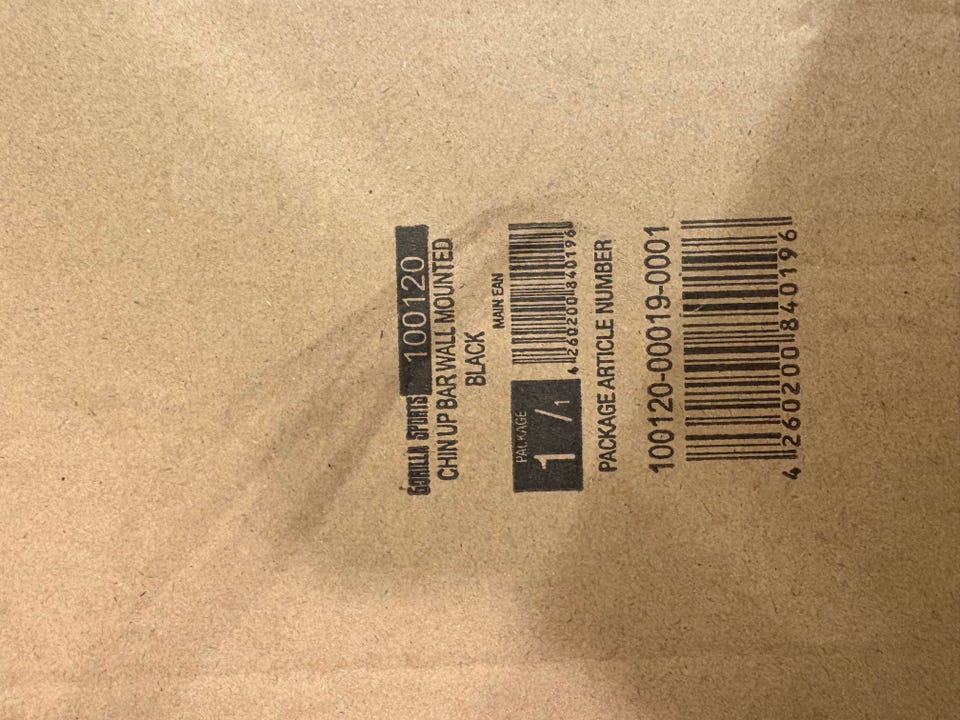 GORILLA SPORTS 100120
CHIN UP BAR WALL MOUNTED
BLACK
PACKAGE
1 / 1
MAIN EAN
4 260200 840196
PACKAGE ARTICLE NUMBER
100120-00019-0001
4 260200 840196